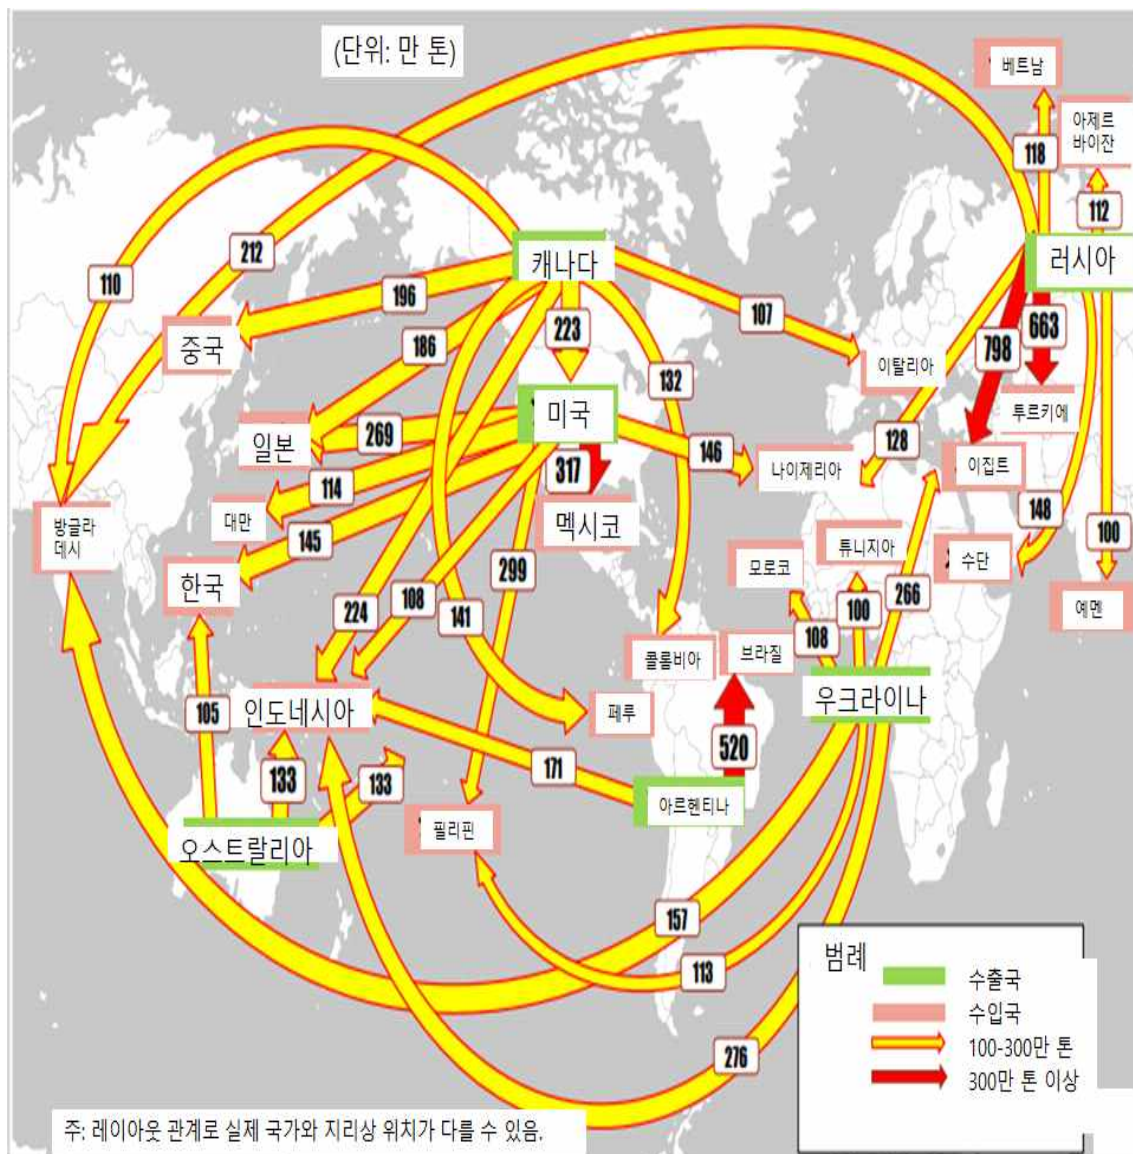 (단위: 만 톤)
베트남
아제르
바이잔
118
112
212
러시아
110
캐나다
196
107
223
798
663
중국
186
132
이탈리아
투르키에
미국
일본
269
146
128
317
나이제리아
이집트
114
대만
멕시코
148
방글라
데시
145
299
튜니지아
수단
100
한국
모로코
224
108
141
100
266
예멘
108
콜롬비아
브라질
우크라이나
105
인도네시아
페루
520
133
133
171
아르헨티나
오스트랄리아
필리핀
157
113
범례
수출국
수입국
100-300만 톤
300만 톤 이상
276
주: 레이아웃 관계로 실제 국가와 지리상 위치가 다를 수 있음.